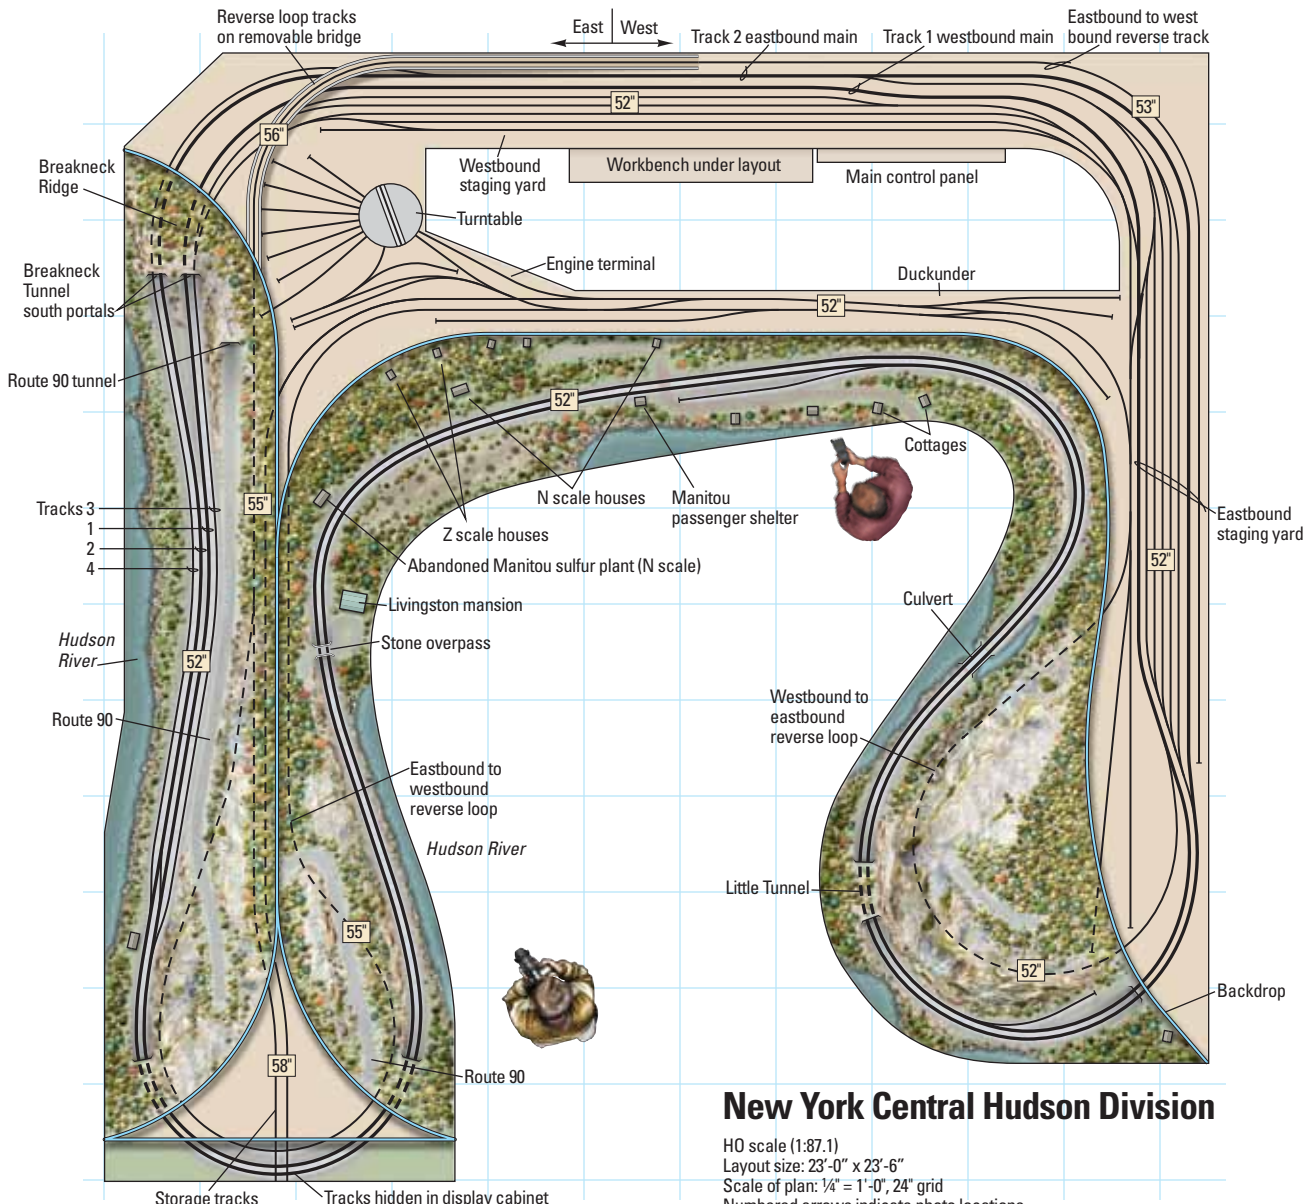 Reverse loop tracks
on removable bridge
East
West
Track 2 eastbound main
Track 1 westbound main
Eastbound to west
bound reverse track
52"
53"
56"
Breakneck
Ridge
Westbound
staging yard
Workbench under layout
Main control panel
Turntable
Breakneck
Tunnel
south portals
Engine terminal
Duckunder
52"
Route 90 tunnel
52"
Cottages
N scale houses
Manitou
passenger shelter
55"
Tracks 3
1
2
4
Z scale houses
Eastbound
staging yard
Abandoned Manitou sulfur plant (N scale)
52"
Livingston mansion
Culvert
Stone overpass
Hudson
River
52"
Westbound to
eastbound
reverse loop
Route 90
Eastbound to
westbound
reverse loop
Hudson River
Little Tunnel
55"
52"
Backdrop
58"
Route 90
New York Central Hudson Division
HO scale (1:87.1)
Layout size: 23'-0" x 23'-6"
Scale of plan: ¼" = 1'-0", 24" grid
Numbered arrows indicate photo locations
Storage tracks
Tracks hidden in display cabinet